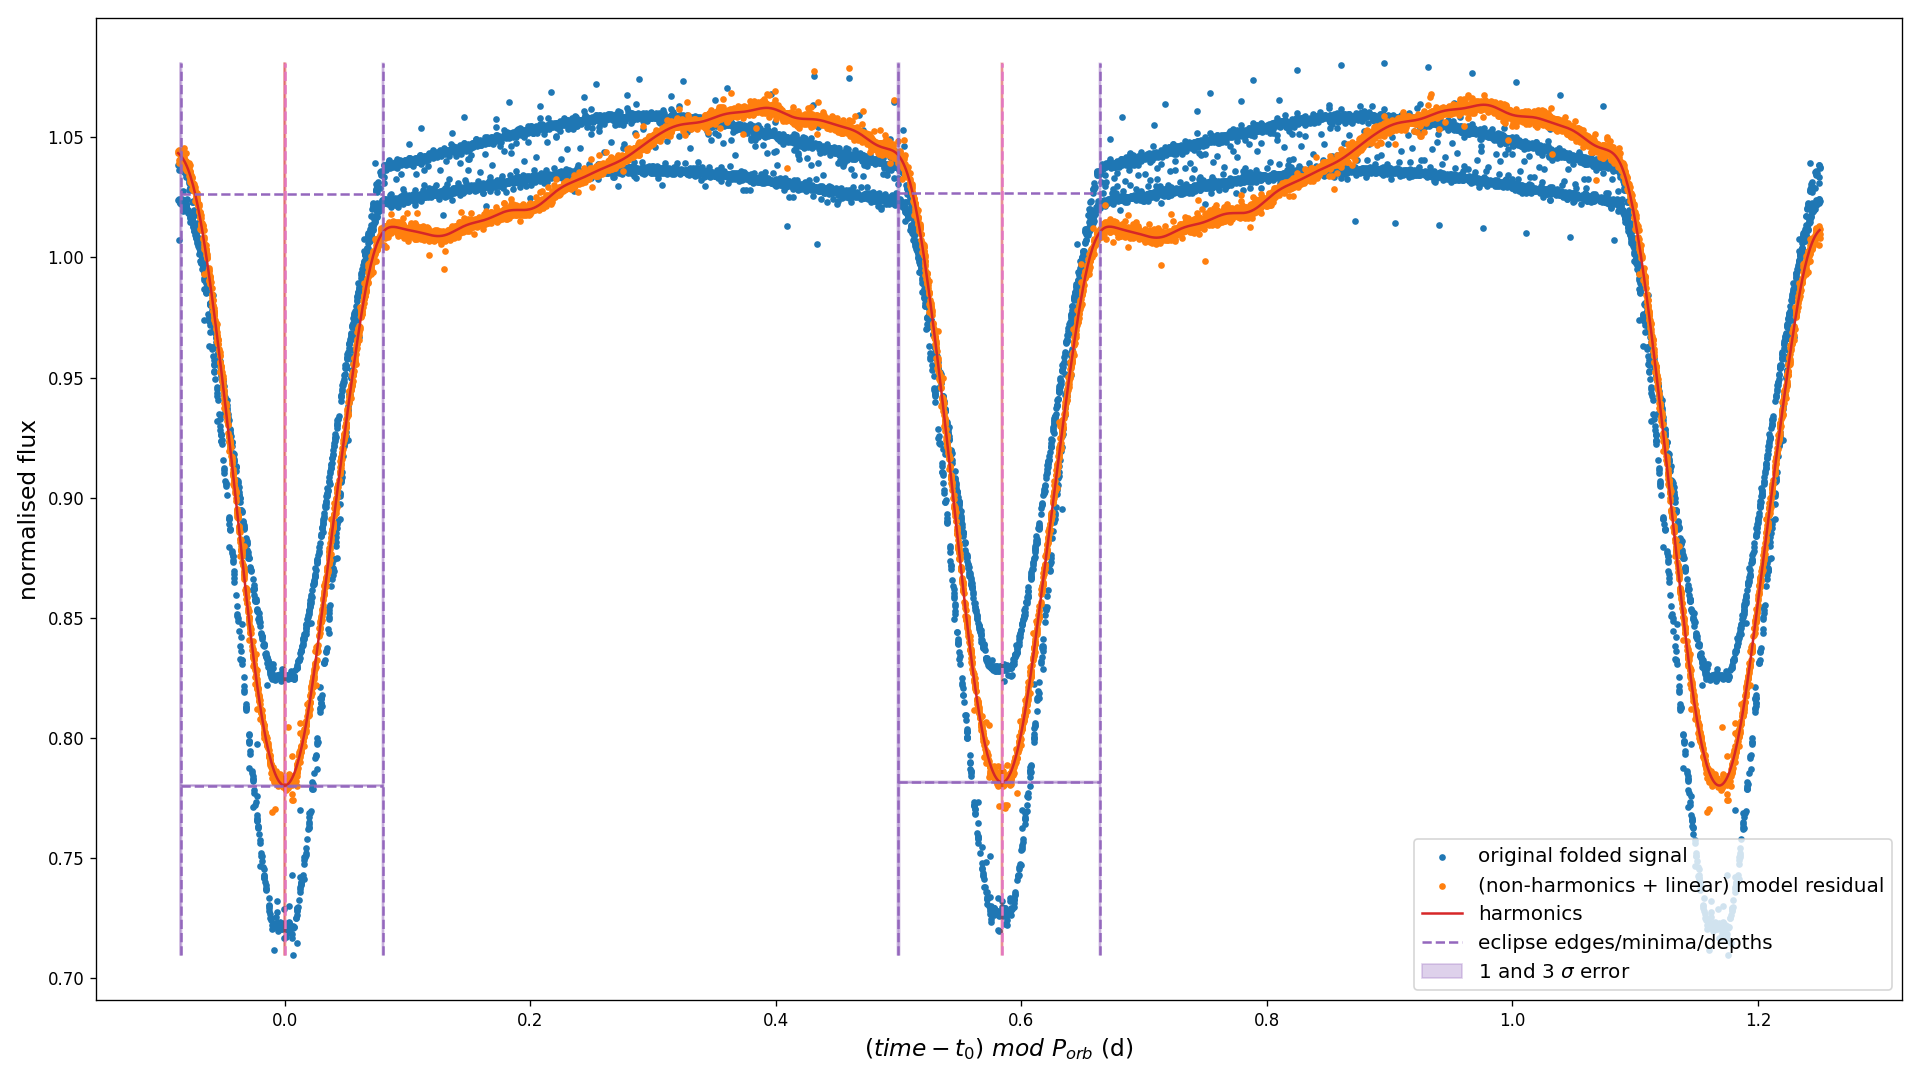 normalised flux
1.05
1.00
0.95
0.90
0.85
0.80
0.75
0.70
0.0 0.2 0.4 0.6 0.8 1.0 1.2
(time − t₀) mod Pₒᵣb (d)
original folded signal
(non-harmonics + linear) model residual
harmonics
eclipse edges/minima/depths
1 and 3 σ error